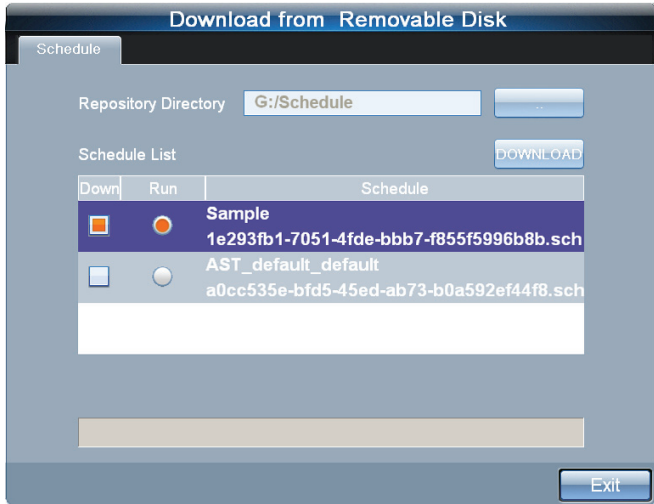 Download from Removable Disk
Schedule
Repository Directory G:/Schedule ..
Schedule List DOWNLOAD
Down Run Schedule
Sample
1e293fb1-7051-4fde-bbb7-f855f5996b8b.sch
AST_default_default
a0cc535e-bfd5-45ed-ab73-b0a592ef44f8.sch
Exit